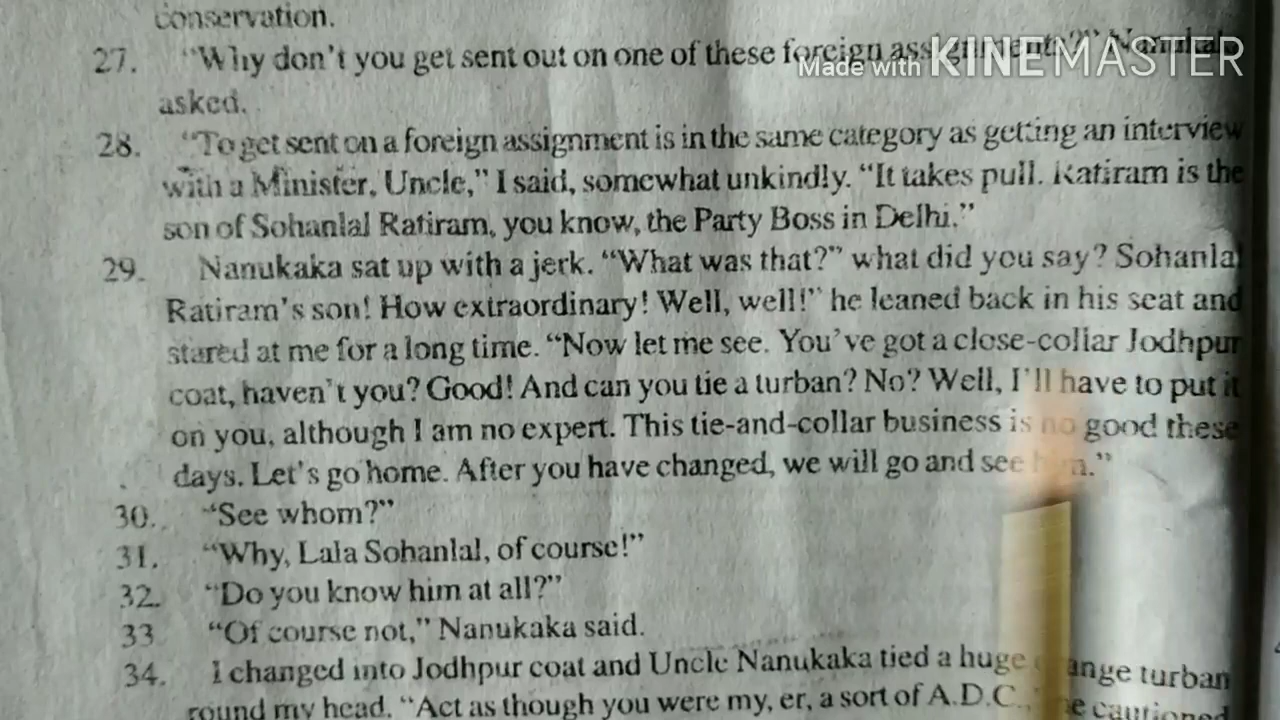 conservation.
27. "Why don't you get sent out on one of these foreign assignments?" Nanukaka
Made with KINEMASTER
asked.
28. "To get sent on a foreign assignment is in the same category as getting an interview
with a Minister, Uncle," I said, somewhat unkindly. "It takes pull. Ratiram is the
son of Sohanlal Ratiram, you know, the Party Boss in Delhi."
29. Nanukaka sat up with a jerk. "What was that?" what did you say? Sohanlal
Ratiram's son! How extraordinary! Well, well!" he leaned back in his seat and
stared at me for a long time. "Now let me see. You've got a close-collar Jodhpur
coat, haven't you? Good! And can you tie a turban? No? Well, I'll have to put it
on you, although I am no expert. This tie-and-collar business is no good these
days. Let's go home. After you have changed, we will go and see him."
30. "See whom?"
31. "Why, Lala Sohanlal, of course!"
32. "Do you know him at all?"
33 "Of course not," Nanukaka said.
34. I changed into Jodhpur coat and Uncle Nanukaka tied a huge turban
round my head. "Act as though you were my, er, a sort of A.D.C., cautioned